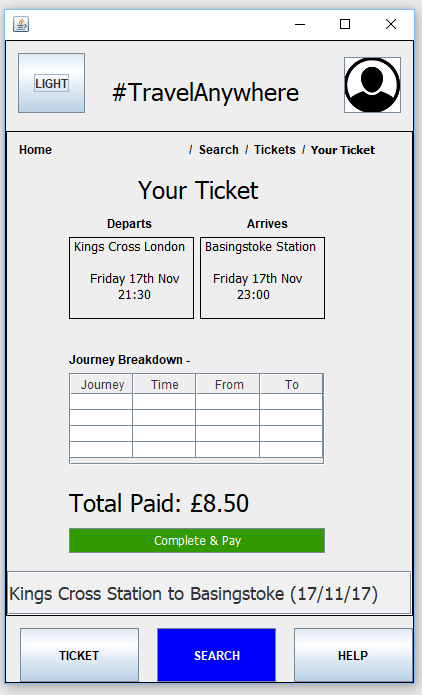 LIGHT
#TravelAnywhere
Home / Search / Tickets / Your Ticket
Your Ticket
Departs Arrives
Kings Cross London Basingstoke Station
Friday 17th Nov Friday 17th Nov
21:30 23:00
Journey Breakdown -
Journey Time From To
Total Paid: £8.50
Complete & Pay
Kings Cross Station to Basingstoke (17/11/17)
TICKET SEARCH HELP